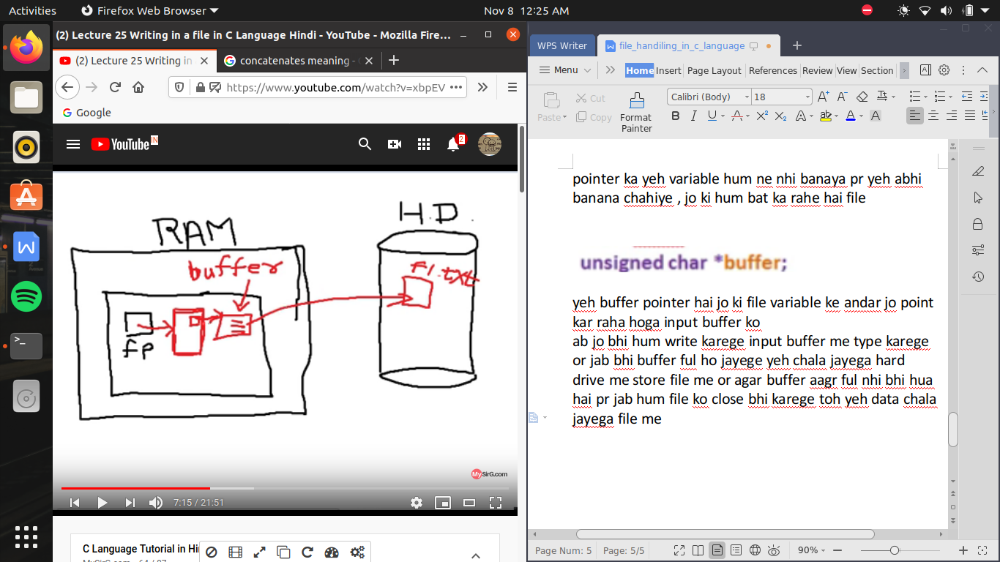 Activities
Firefox Web Browser
Nov 8 12:25 AM
(2) Lecture 25 Writing in a file in C Language Hindi - YouTube - Mozilla Fire...
(2) Lecture 25 Writing in
concatenates meaning -
https://www.youtube.com/watch?v=xbpEV
Google
YouTube IN
2
RAM
H.D.
buffer
F1.txt
fp
MySirG.com
7:15 / 21:51
C Language Tutorial in Hi
WPS Writer
file_handiling_in_c_language
Menu
Home Insert Page Layout References Review View Section
Paste
Cut
Copy
Format
Painter
Calibri (Body)
18
pointer ka yeh variable hum ne nhi banaya pr yeh abhi
banana chahiye , jo ki hum bat ka rahe hai file
unsigned char *buffer;
yeh buffer pointer hai jo ki file variable ke andar jo point
kar raha hoga input buffer ko
ab jo bhi hum write karege input buffer me type karege
or jab bhi buffer ful ho jayege yeh chala jayega hard
drive me store file me or agar buffer aagr ful nhi bhi hua
hai pr jab hum file ko close bhi karege toh yeh data chala
jayega file me
Page Num: 5 Page: 5/5
90%